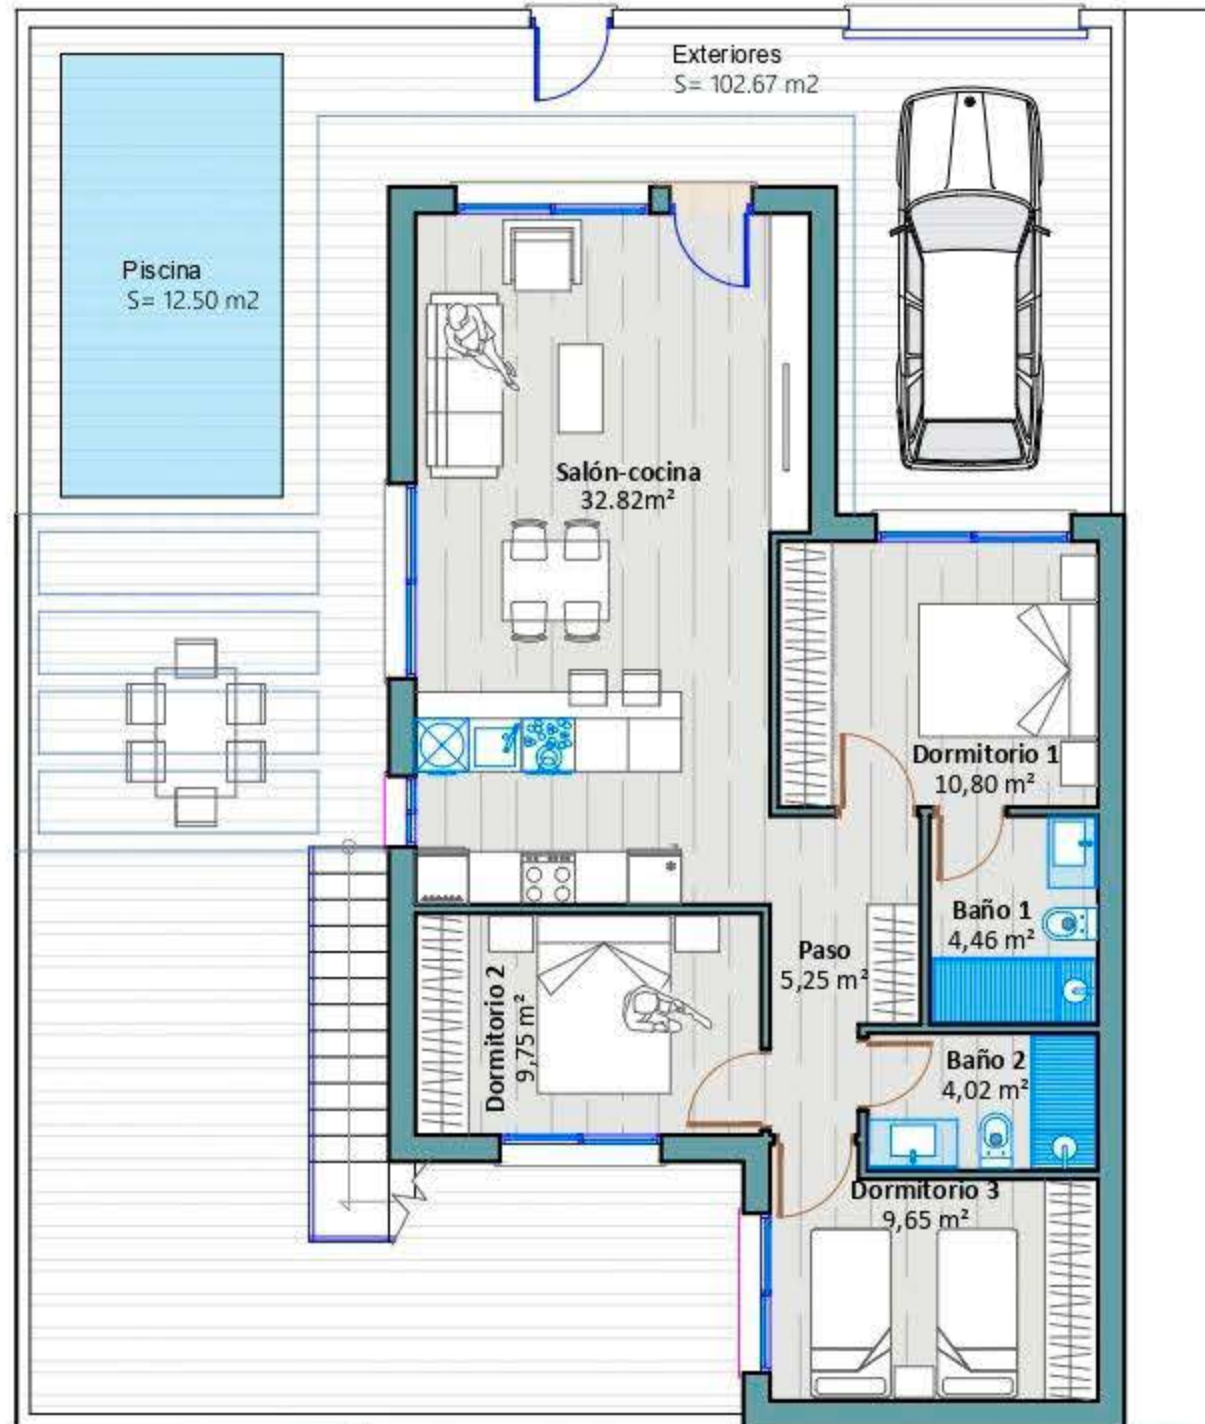 Exteriores
S= 102.67 m2
Piscina
S= 12.50 m2
Salón-cocina
32.82m²
Dormitorio 1
10,80 m²
Baño 1
4,46 m²
Paso
5,25 m²
Dormitorio 2
9,75 m²
Baño 2
4,02 m²
Dormitorio 3
9,65 m²